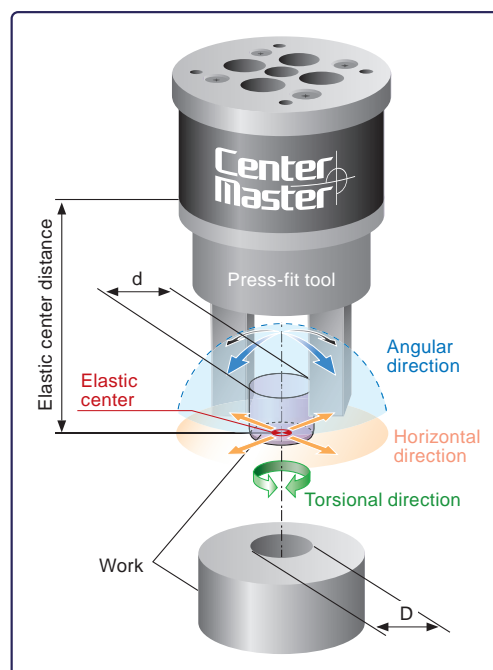 Center
Master
Press-fit tool
Elastic center distance
d
Angular
direction
Elastic
center
Horizontal
direction
Torsional direction
Work
D